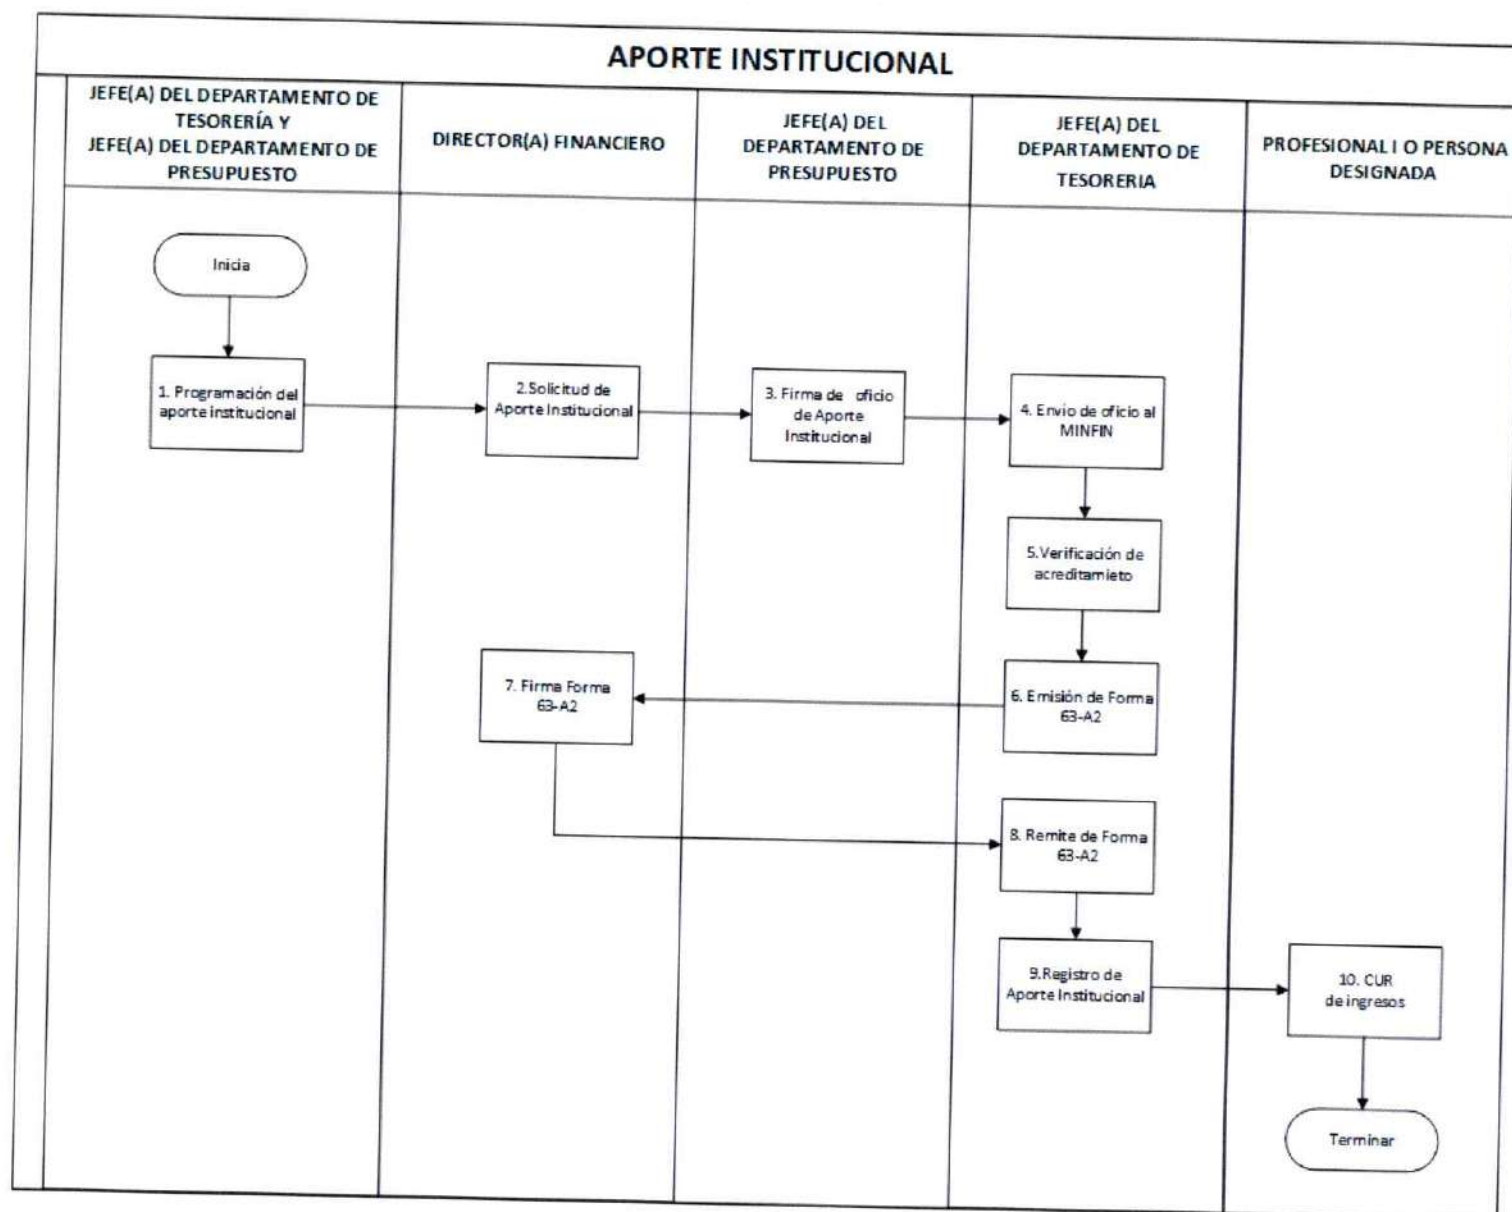 APORTE INSTITUCIONAL
JEFE(A) DEL DEPARTAMENTO DE
TESORERÍA Y
JEFE(A) DEL DEPARTAMENTO DE
PRESUPUESTO
DIRECTOR(A) FINANCIERO
JEFE(A) DEL
DEPARTAMENTO DE
PRESUPUESTO
JEFE(A) DEL
DEPARTAMENTO DE
TESORERIA
PROFESIONAL I O PERSONA
DESIGNADA
Inicia
1. Programación del
aporte institucional
2.Solicitud de
Aporte Institucional
3. Firma de oficio
de Aporte
Institucional
4. Envio de oficio al
MINFIN
5.Verificación de
acreditamieto
6. Emisión de Forma
63-A2
7. Firma Forma
63-A2
8. Remite de Forma
63-A2
9.Registro de
Aporte Institucional
10. CUR
de ingresos
Terminar